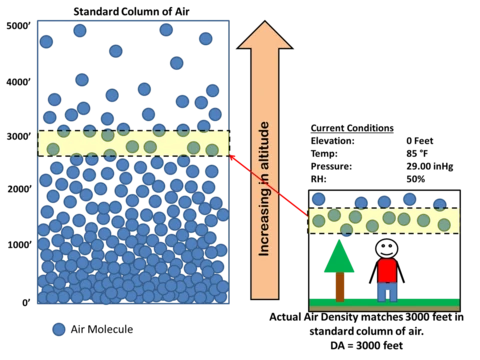 Standard Column of Air
5000’
4000’
3000’
2000’
1000’
0’
Air Molecule
Increasing in altitude
Current Conditions
Elevation: 0 Feet
Temp: 85 °F
Pressure: 29.00 inHg
RH: 50%
Actual Air Density matches 3000 feet in
standard column of air.
DA = 3000 feet